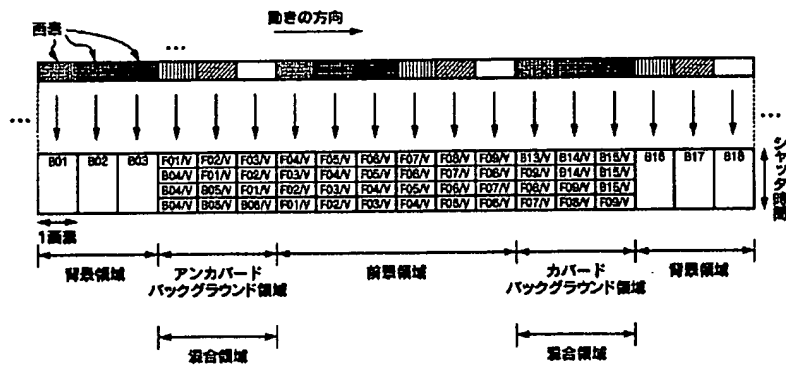 動きの方向
画素
...
... ...
B01 B02 B03 F01/V F02/V F03/V F04/V F05/V F06/V F07/V F08/V F09/V B13/V B14/V B15/V B16 B17 B18
B04/V F01/V F02/V F03/V F04/V F05/V F06/V F07/V F08/V F09/V B14/V B15/V
B04/V B05/V F01/V F02/V F03/V F04/V F05/V F06/V F07/V F08/V F09/V B15/V
B04/V B05/V B06/V F01/V F02/V F03/V F04/V F05/V F06/V F07/V F08/V F09/V
シャッタ時間
1画素
背景領域 アンカバード 前景領域 カバード 背景領域
バックグラウンド領域 バックグラウンド領域
混合領域 混合領域